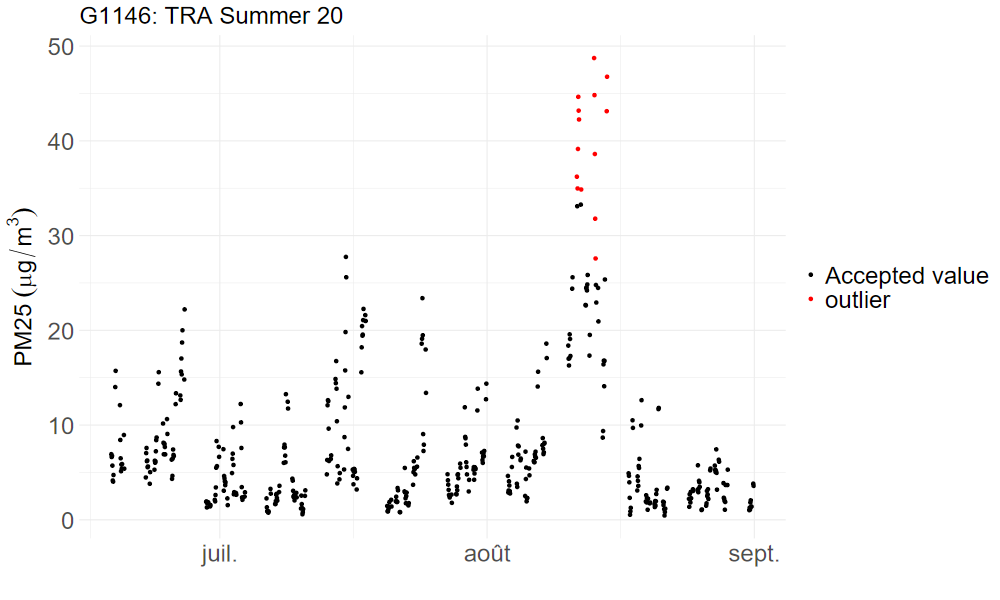 G1146: TRA Summer 20
50
40
30
20
10
0
PM25 (μg/m³)
juil.
août
sept.
Accepted value
outlier